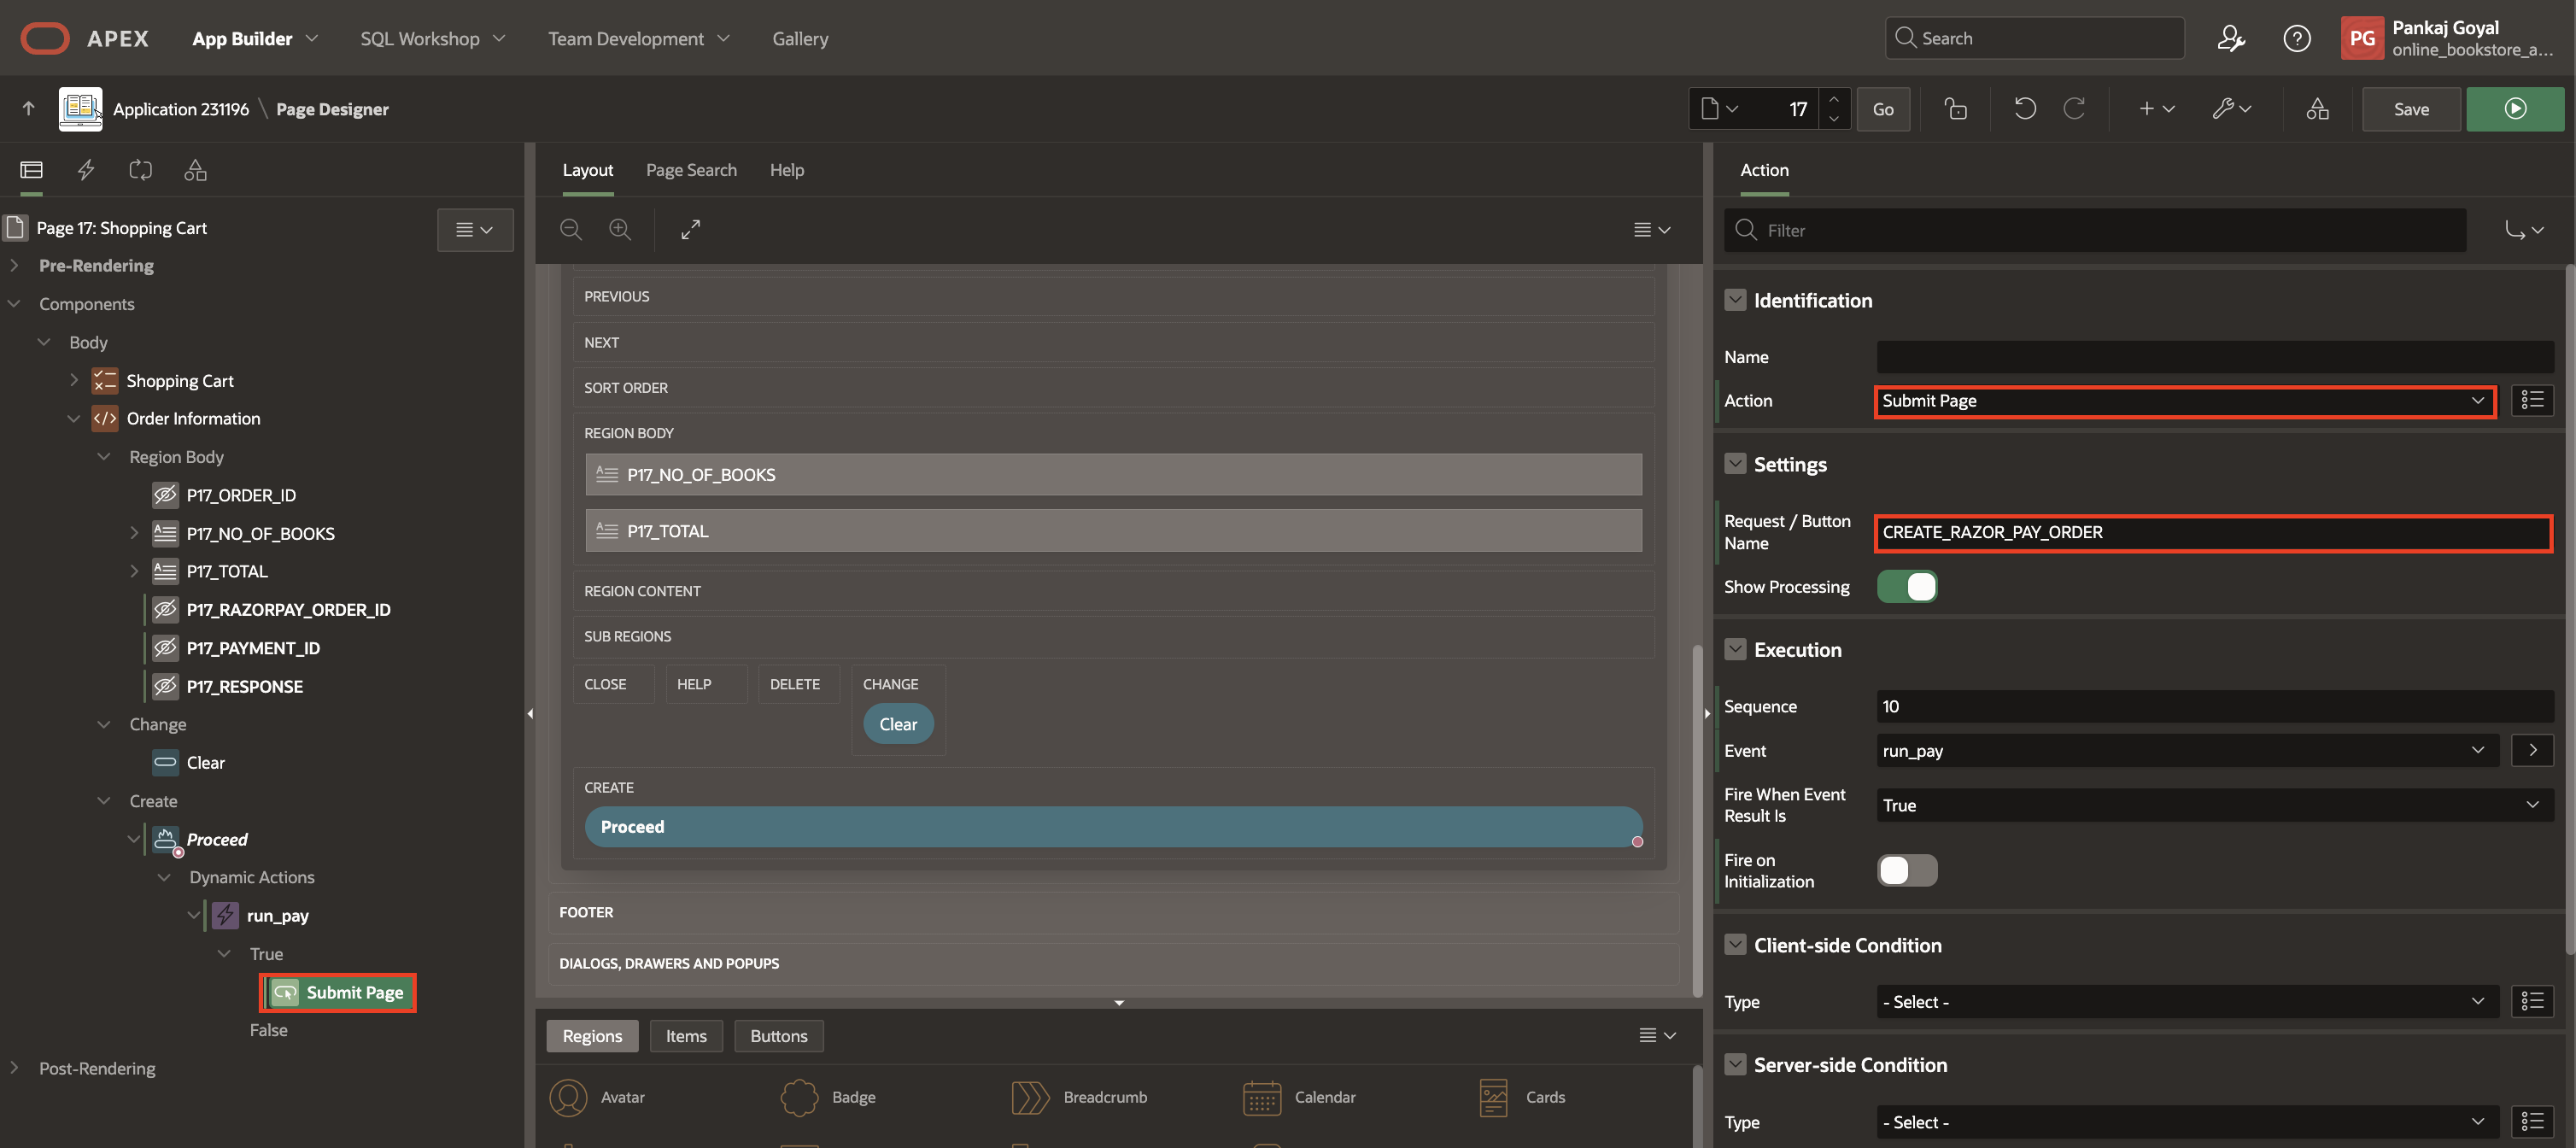 APEX
App Builder
SQL Workshop
Team Development
Gallery
Search
PG
Pankaj Goyal
online_bookstore_a...
Application 231196 \ Page Designer
17
Go
Save
Page 17: Shopping Cart
Pre-Rendering
Components
Body
Shopping Cart
Order Information
Region Body
P17_ORDER_ID
P17_NO_OF_BOOKS
P17_TOTAL
P17_RAZORPAY_ORDER_ID
P17_PAYMENT_ID
P17_RESPONSE
Change
Clear
Create
Proceed
Dynamic Actions
run_pay
True
Submit Page
False
Post-Rendering
Layout
Page Search
Help
PREVIOUS
NEXT
SORT ORDER
REGION BODY
P17_NO_OF_BOOKS
P17_TOTAL
REGION CONTENT
SUB REGIONS
CLOSE
HELP
DELETE
CHANGE
Clear
CREATE
Proceed
FOOTER
DIALOGS, DRAWERS AND POPUPS
Regions
Items
Buttons
Avatar
Badge
Breadcrumb
Calendar
Cards
Action
Filter
Identification
Name
Action
Submit Page
Settings
Request / Button
Name
CREATE_RAZOR_PAY_ORDER
Show Processing
Execution
Sequence
10
Event
run_pay
Fire When Event
Result Is
True
Fire on
Initialization
Client-side Condition
Type
- Select -
Server-side Condition
Type
- Select -